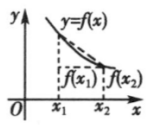 y
y=f(x)
f(x₁)
f(x₂)
O
x₁
x₂
x